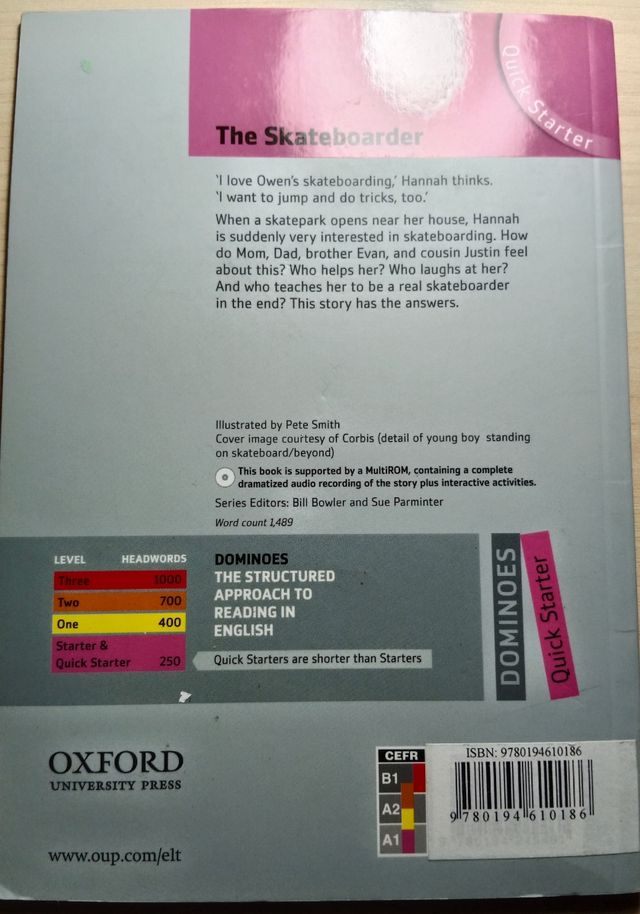 Quick Starter
The Skateboarder
'I love Owen's skateboarding,' Hannah thinks.
'I want to jump and do tricks, too.'
When a skatepark opens near her house, Hannah
is suddenly very interested in skateboarding. How
do Mom, Dad, brother Evan, and cousin Justin feel
about this? Who helps her? Who laughs at her?
And who teaches her to be a real skateboarder
in the end? This story has the answers.
Illustrated by Pete Smith
Cover image courtesy of Corbis (detail of young boy standing
on skateboard/beyond)
This book is supported by a MultiROM, containing a complete
dramatized audio recording of the story plus interactive activities.
Series Editors: Bill Bowler and Sue Parminter
Word count 1,489
LEVEL HEADWORDS
Three 1000
Two 700
One 400
Starter &
Quick Starter 250
DOMINOES
THE STRUCTURED
APPROACH TO
READING IN
ENGLISH
Quick Starters are shorter than Starters
DOMINOES
Quick Starter
OXFORD
UNIVERSITY PRESS
www.oup.com/elt
CEFR
B1
A2
A1
ISBN: 9780194610186
9 780194 610186